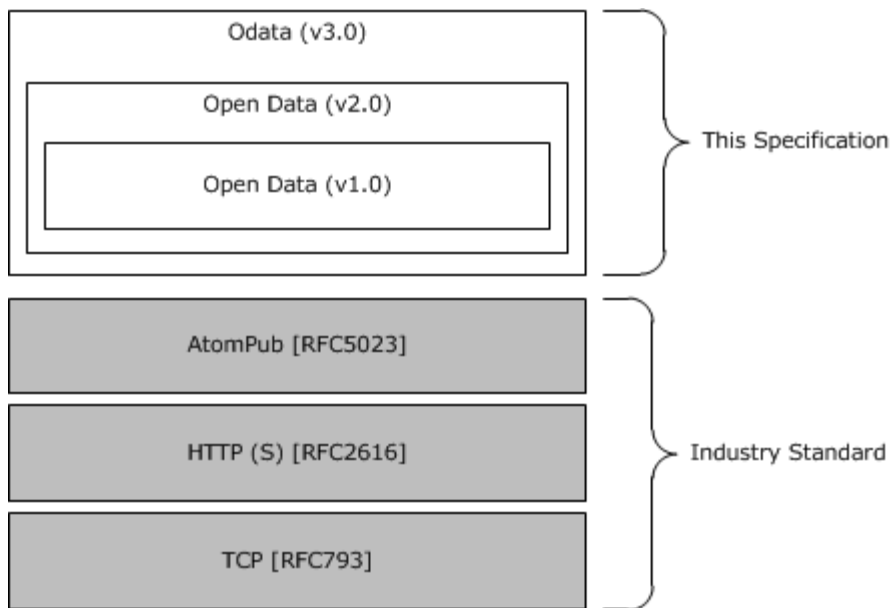 Odata (v3.0)
Open Data (v2.0)
Open Data (v1.0)
This Specification
AtomPub [RFC5023]
HTTP (S) [RFC2616]
Industry Standard
TCP [RFC793]